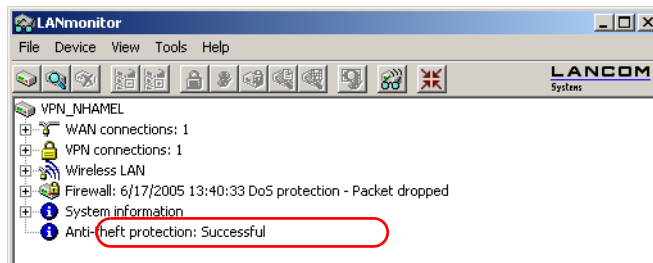 LANmonitor
File Device View Tools Help
LANCOM
Systems
VPN_NHAMEL
WAN connections: 1
VPN connections: 1
Wireless LAN
Firewall: 6/17/2005 13:40:33 DoS protection - Packet dropped
System information
Anti-theft protection: Successful